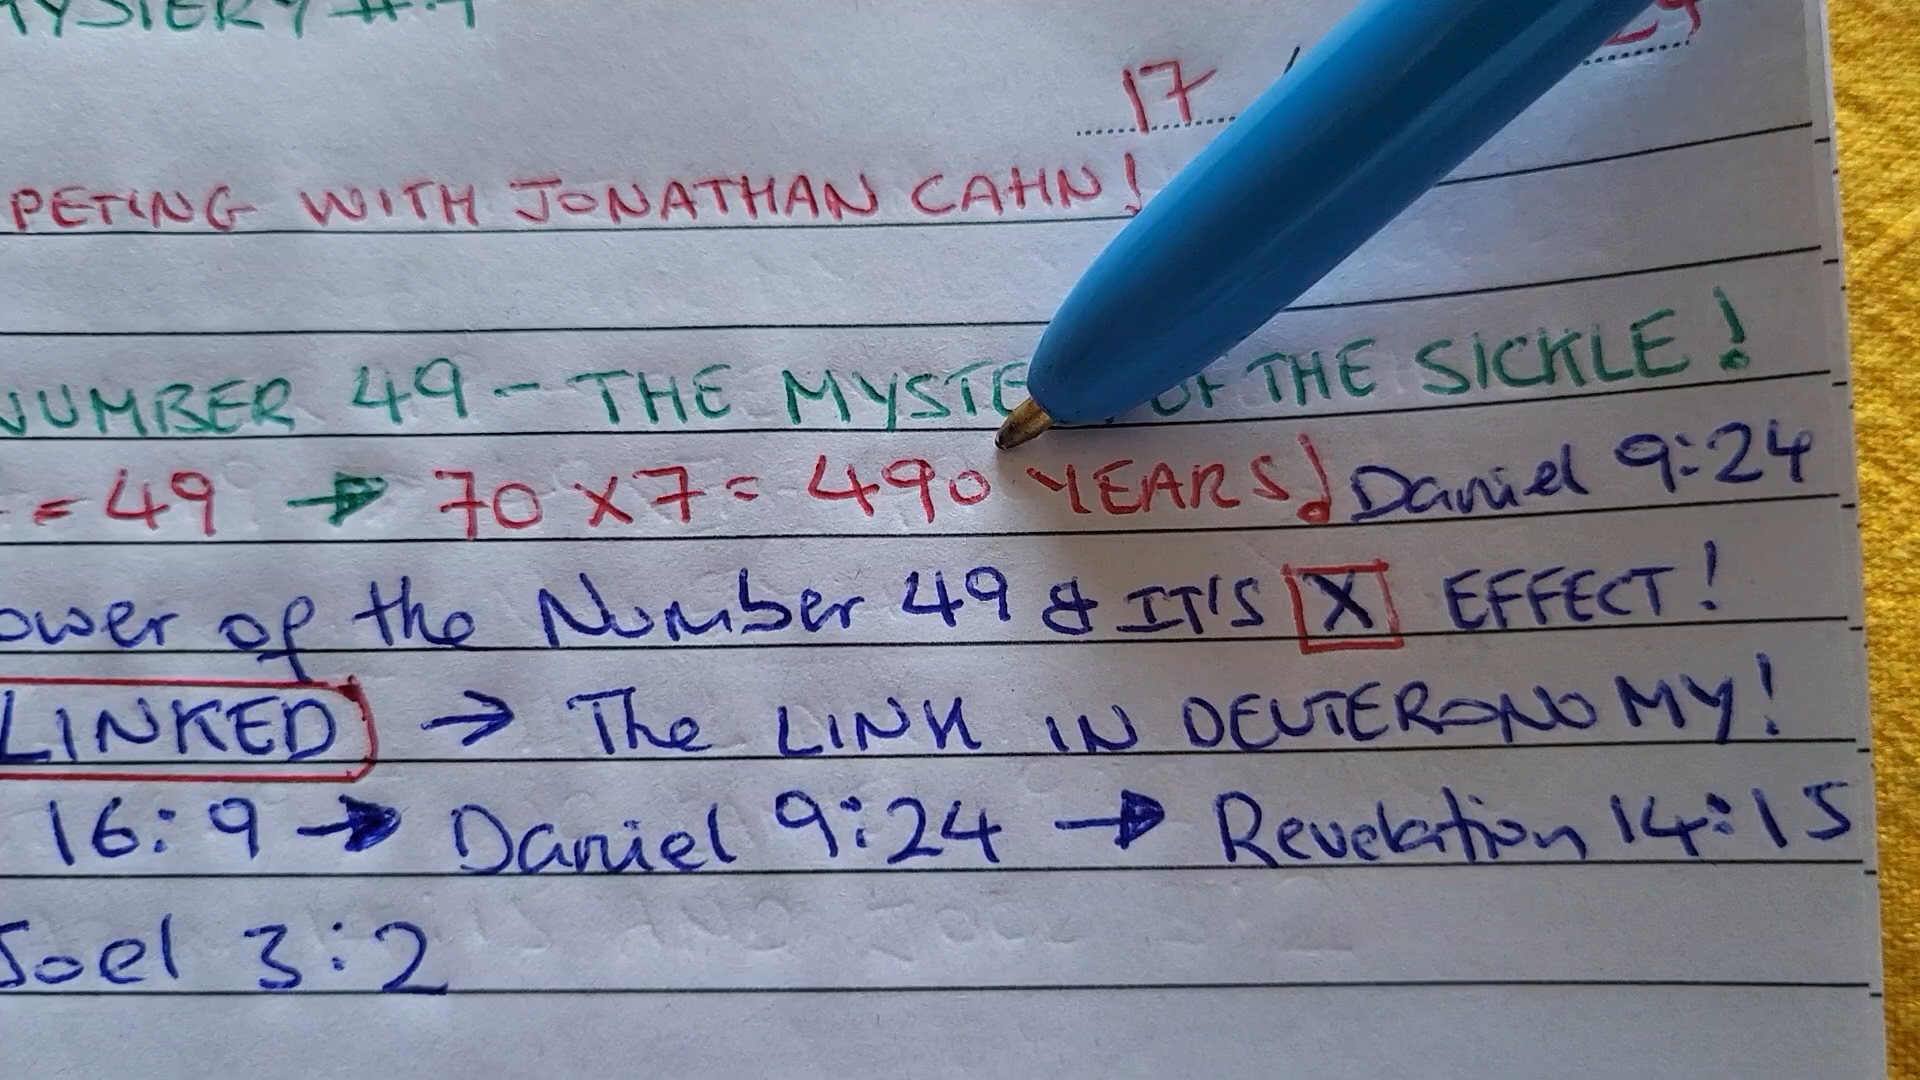 MYSTERY #.
17
PETING WITH JONATHAN CAHN!
NUMBER 49 - THE MYSTE OF THE SICKLE!
= 49 → 70 x 7 = 490 YEARS! Daniel 9:24
ower of the Number 49 & IT'S X EFFECT!
LINKED → The LINK IN DEUTERONOMY!
16:9 → Daniel 9:24 → Revelation 14:15
Joel 3:2